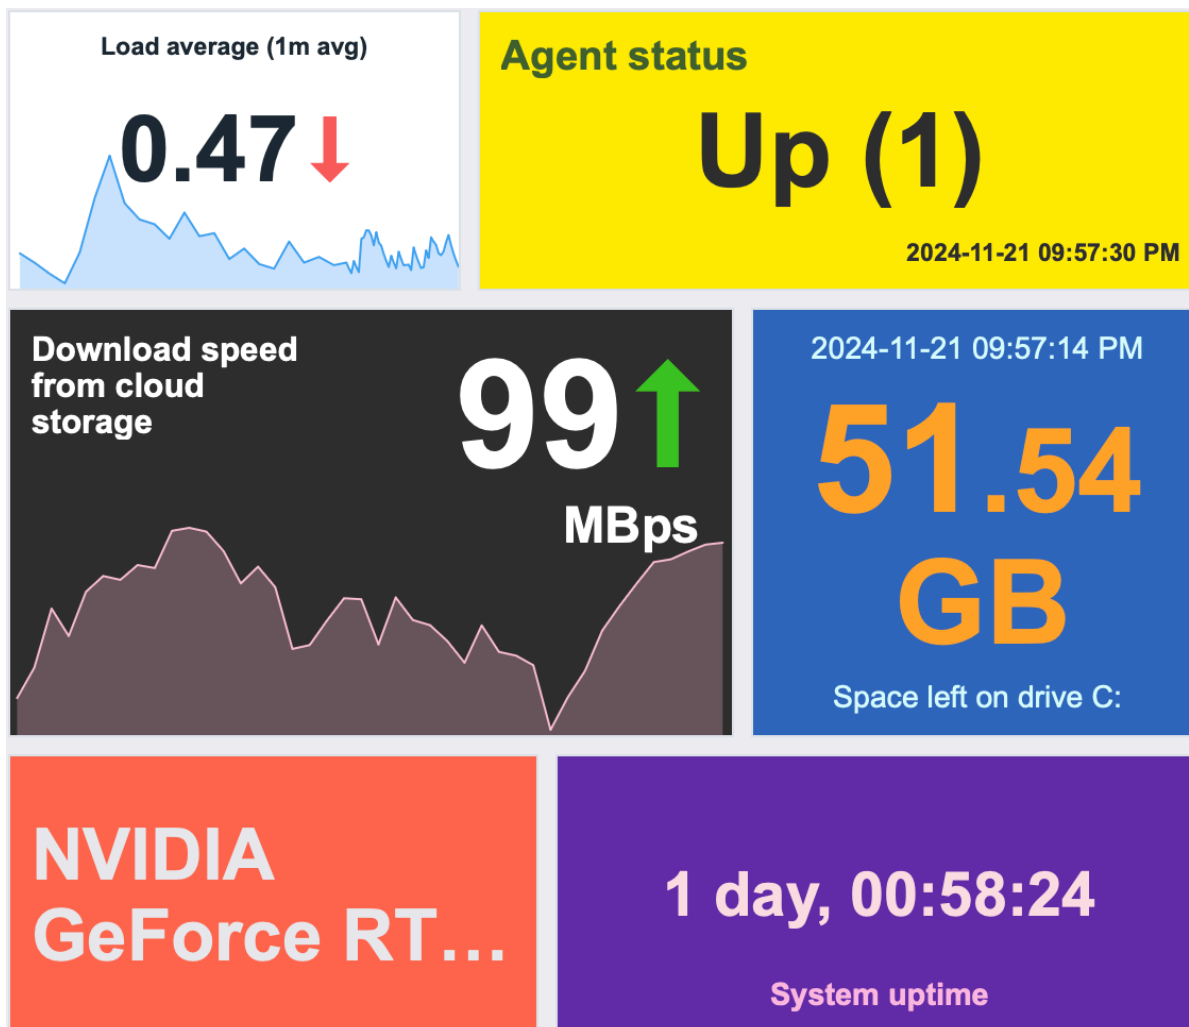 Load average (1m avg)
0.47
Agent status
Up (1)
2024-11-21 09:57:30 PM
Download speed
from cloud
storage
99
MBps
2024-11-21 09:57:14 PM
51.54
GB
Space left on drive C:
NVIDIA
GeForce RT…
1 day, 00:58:24
System uptime